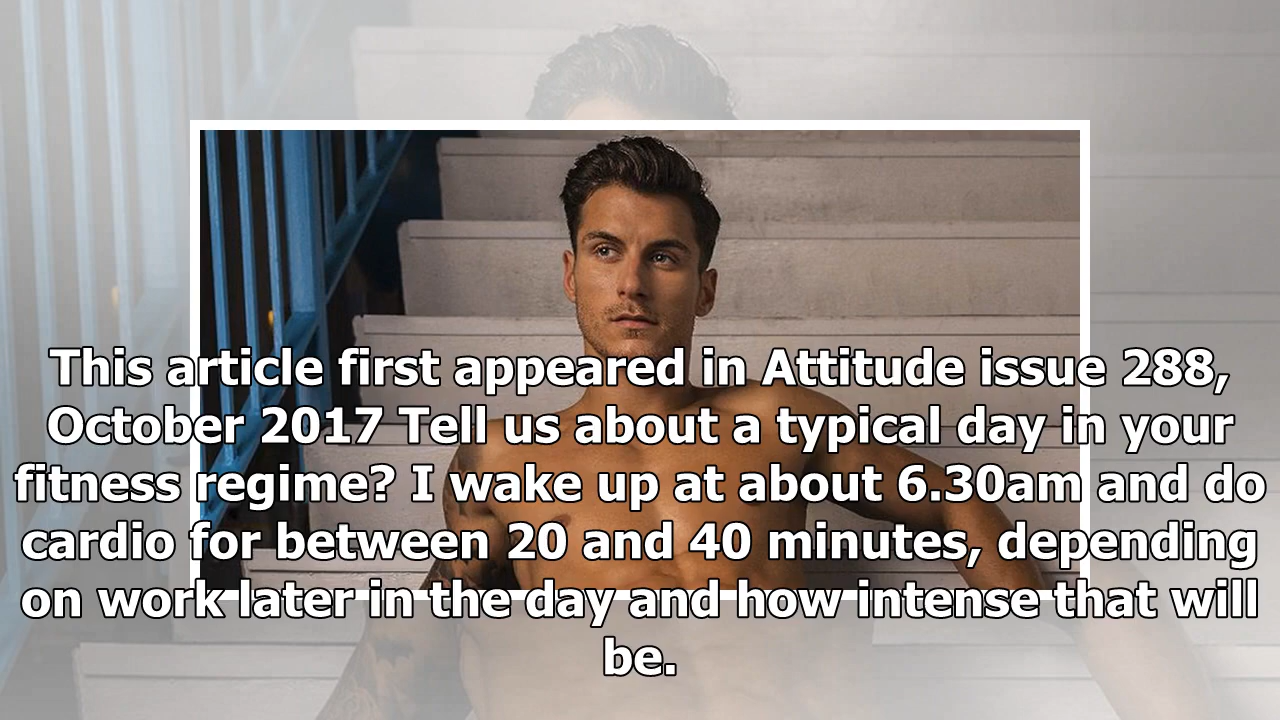 This article first appeared in Attitude issue 288,
October 2017 Tell us about a typical day in your
fitness regime? I wake up at about 6.30am and do
cardio for between 20 and 40 minutes, depending
on work later in the day and how intense that will
be.